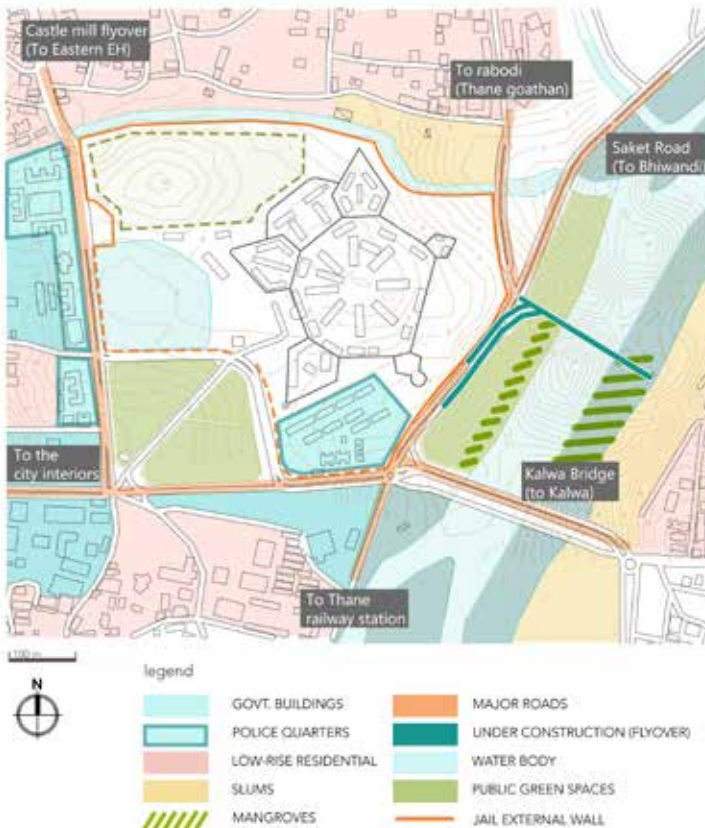 Castle mill flyover
(To Eastern EH)
To rabodi
(Thane goathan)
Saket Road
(To Bhiwandi)
To the
city interiors
Kalwa Bridge
(to Kalwa)
To Thane
railway station
100 m
N
legend
GOVT. BUILDINGS
MAJOR ROADS
POLICE QUARTERS
UNDER CONSTRUCTION (FLYOVER)
LOW-RISE RESIDENTIAL
WATER BODY
SLUMS
PUBLIC GREEN SPACES
MANGROVES
JAIL EXTERNAL WALL